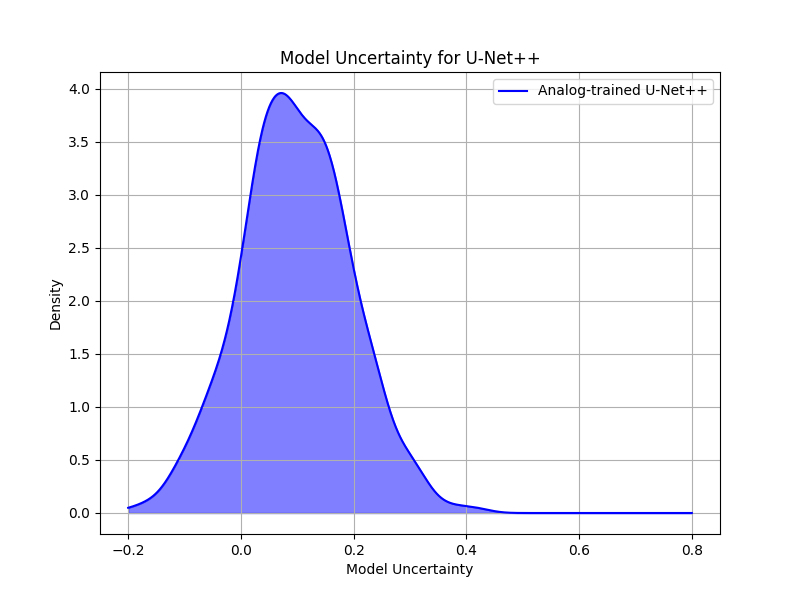 Model Uncertainty for U-Net++
Analog-trained U-Net++
4.0
3.5
3.0
2.5
2.0
1.5
1.0
0.5
0.0
Density
−0.2 0.0 0.2 0.4 0.6 0.8
Model Uncertainty